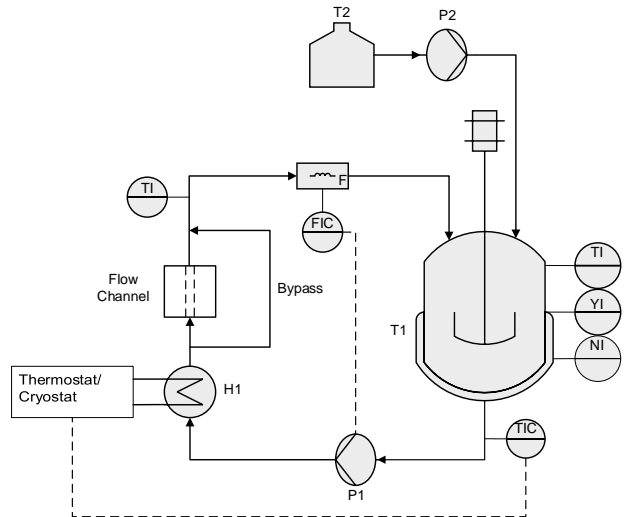 T2
P2
TI
F
FIC
Flow
Channel
Bypass
TI
YI
NI
T1
Thermostat/
Cryostat
H1
TIC
P1